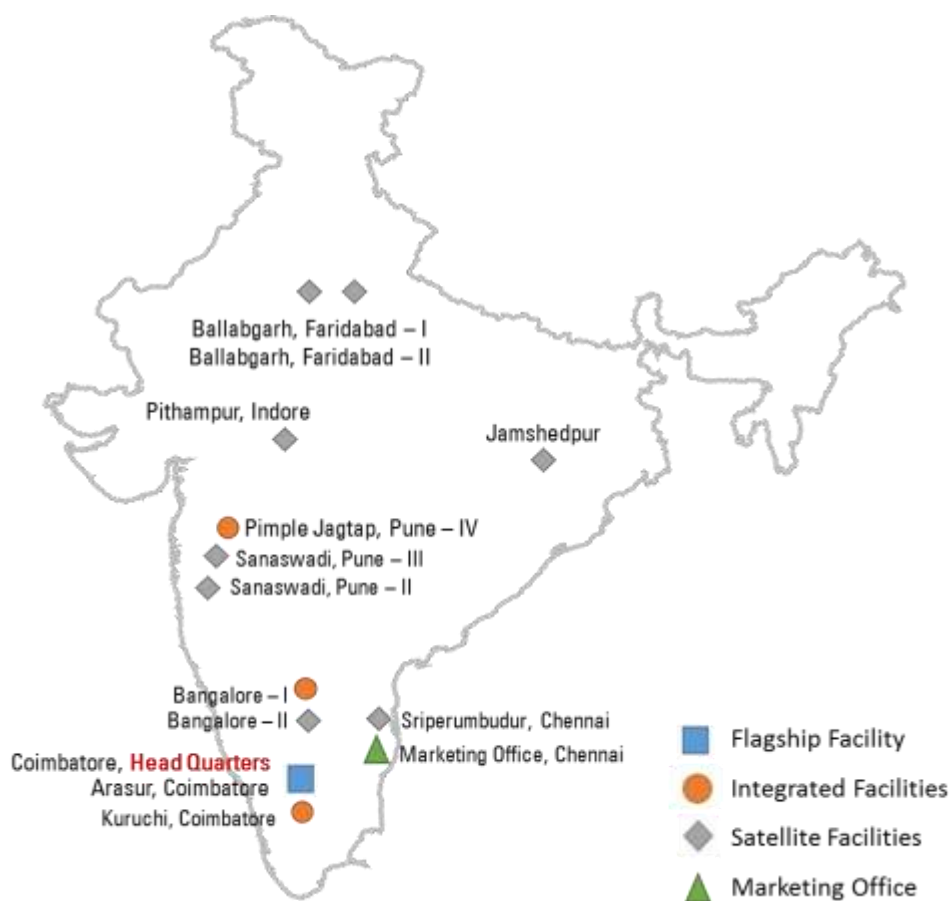 Ballabgarh, Faridabad – I
Ballabgarh, Faridabad – II
Pithampur, Indore
Jamshedpur
Pimple Jagtap, Pune – IV
Sanaswadi, Pune – III
Sanaswadi, Pune – II
Bangalore – I
Bangalore – II
Sriperumbudur, Chennai
Marketing Office, Chennai
Coimbatore, Head Quarters
Arasur, Coimbatore
Kuruchi, Coimbatore
Flagship Facility
Integrated Facilities
Satellite Facilities
Marketing Office